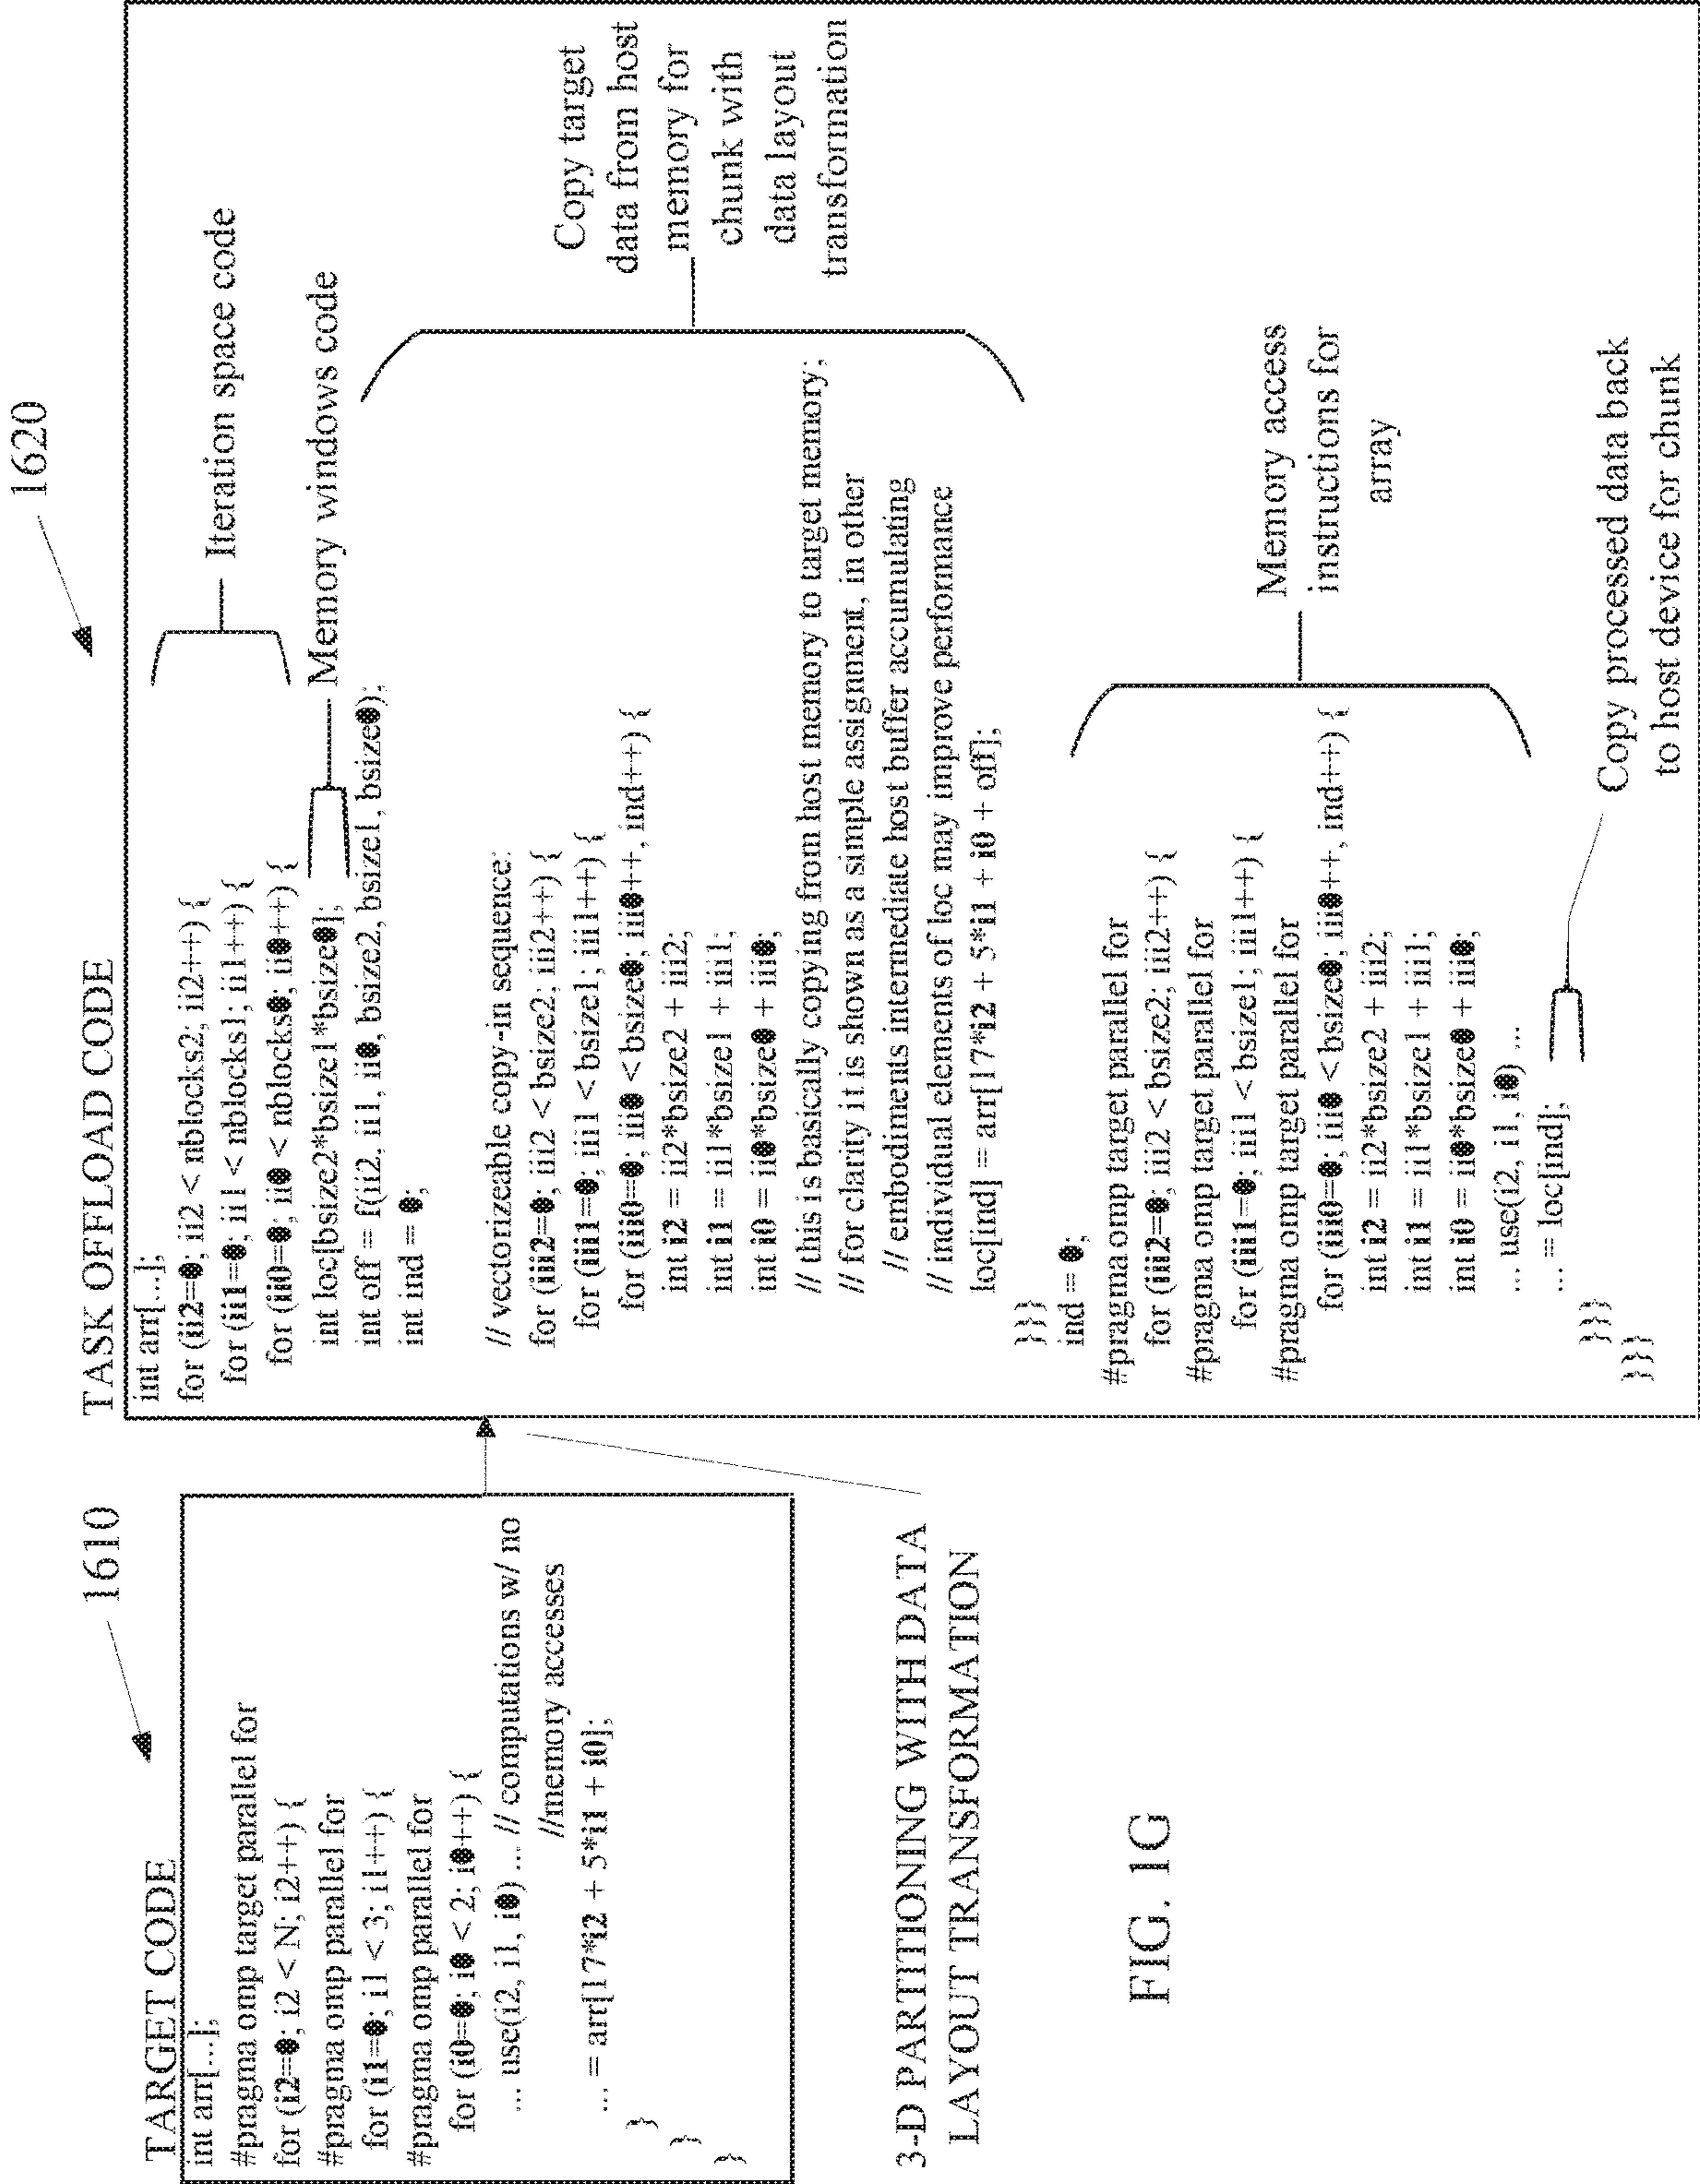 1610
TARGET CODE
int arr[...];
#pragma omp target parallel for
for (i2=0; i2 < N; i2++) {
#pragma omp parallel for
for (i1=0; i1 < 3; i1++) {
#pragma omp parallel for
for (i0=0; i0 < 2; i0++) {
... use(i2, i1, i0) ... // computations w/ no
//memory accesses
... = arr[17*i2 + 5*i1 + i0];
}
}
}
3-D PARTITIONING WITH DATA
LAYOUT TRANSFORMATION
FIG. 1G
1620
TASK OFFLOAD CODE
int arr[...];
for (ii2=0; ii2 < nblocks2; ii2++) {
for (ii1=0; ii1 < nblocks1; ii1++) {
for (ii0=0; ii0 < nblocks0; ii0++) {
int loc[bsize2*bsize1*bsize0];
int off = f(ii2, ii1, ii0, bsize2, bsize1, bsize0);
int ind = 0;
// vectorizeable copy-in sequence:
for (iii2=0; iii2 < bsize2; iii2++) {
for (iii1=0; iii1 < bsize1; iii1++) {
for (iii0=0; iii0 < bsize0; iii0++, ind++) {
int i2 = ii2*bsize2 + iii2;
int i1 = ii1*bsize1 + iii1;
int i0 = ii0*bsize0 + iii0;
// this is basically copying from host memory to target memory;
// for clarity it is shown as a simple assignment, in other
// embodiments intermediate host buffer accumulating
// individual elements of loc may improve performance
loc[ind] = arr[17*i2 + 5*i1 + i0 + off];
}}}
ind = 0;
#pragma omp target parallel for
for (iii2=0; iii2 < bsize2; iii2++) {
#pragma omp target parallel for
for (iii1=0; iii1 < bsize1; iii1++) {
#pragma omp target parallel for
for (iii0=0; iii0 < bsize0; iii0++, ind++) {
int i2 = ii2*bsize2 + iii2;
int i1 = ii1*bsize1 + iii1;
int i0 = ii0*bsize0 + iii0;
... use(i2, i1, i0) ...
... = loc[ind];
}}}
}}}
Iteration space code
Memory windows code
Copy target
data from host
memory for
chunk with
data layout
transformation
Memory access
instructions for
array
Copy processed data back
to host device for chunk